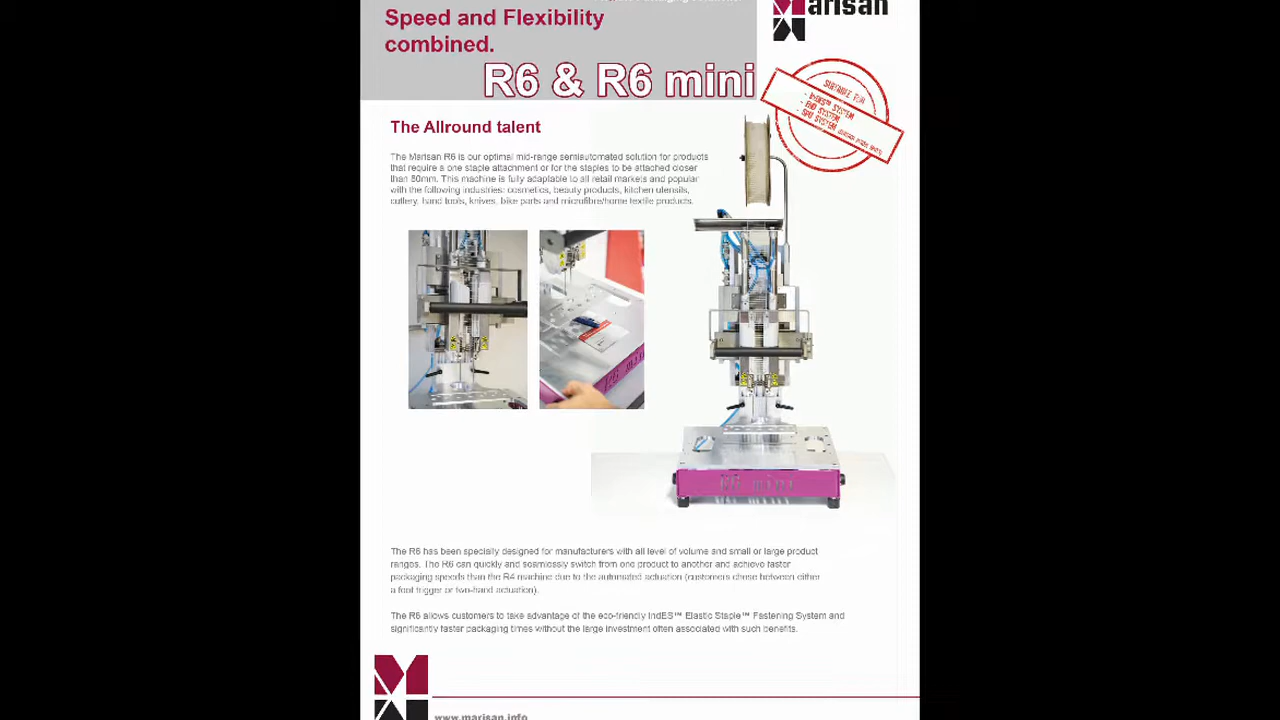 Speed and Flexibility
combined.
R6 & R6 mini
Marisan
SUITABLE FOR
The Allround talent
The Marisan R6 is our optimal mid-range semiautomated solution for products
that require a one staple attachment or for the staples to be attached closer
than 80mm. This machine is fully adaptable to all retail markets and popular
with the following industries: cosmetics, beauty products, kitchen utensils,
cutlery, hand tools, knives, bike parts and microfibre/home textile products.
R6 mini
R6 mini
The R6 has been specially designed for manufacturers with all level of volume and small or large product
ranges. The R6 can quickly and seamlessly switch from one product to another and achieve faster
packaging speeds than the R4 machine due to the automated actuation (customers chose between either
a foot trigger or two-hand actuation).
The R6 allows customers to take advantage of the eco-friendly IndES™ Elastic Staple™ Fastening System and
significantly faster packaging times without the large investment often associated with such benefits.
www.marisan.info